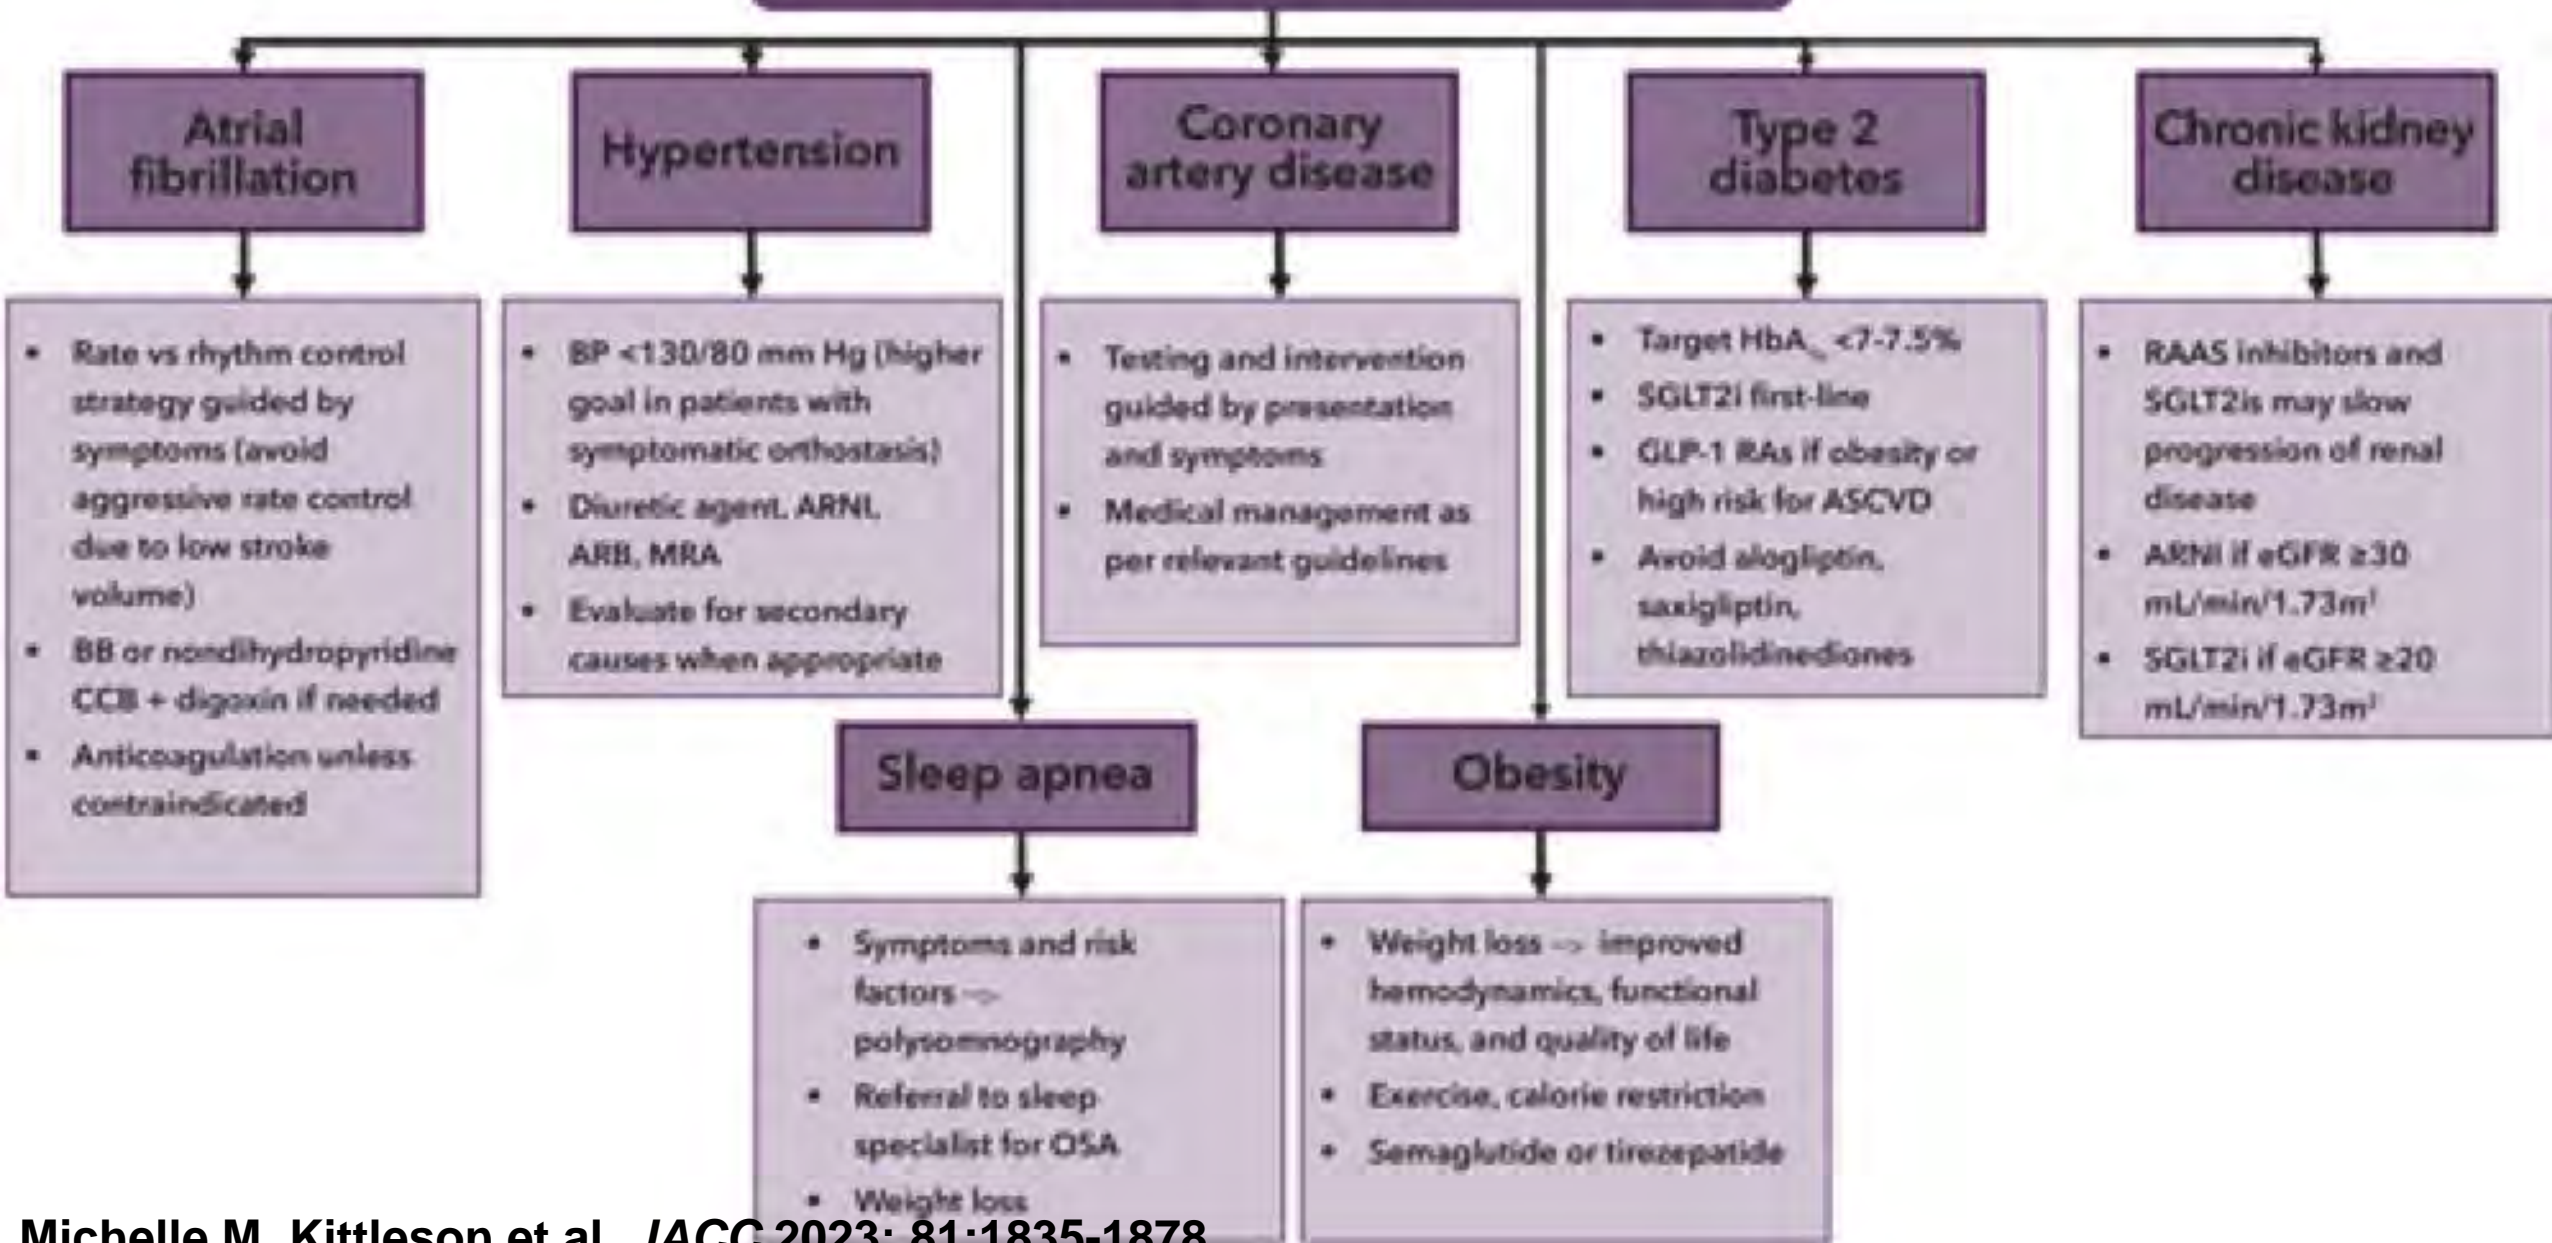 Atrial
fibrillation
Hypertension
Coronary
artery disease
Type 2
diabetes
Chronic kidney
disease
• Rate vs rhythm control
strategy guided by
symptoms (avoid
aggressive rate control
due to low stroke
volume)
• BB or nondihydropyridine
CCB + digoxin if needed
• Anticoagulation unless
contraindicated
• BP <130/80 mm Hg (higher
goal in patients with
symptomatic orthostasis)
• Diuretic agent, ARNI,
ARB, MRA
• Evaluate for secondary
causes when appropriate
• Testing and intervention
guided by presentation
and symptoms
• Medical management as
per relevant guidelines
• Target HbA <7-7.5%
• SGLT2i first-line
• GLP-1 RAs if obesity or
high risk for ASCVD
• Avoid alogliptin,
saxigliptin,
thiazolidinediones
• RAAS inhibitors and
SGLT2is may slow
progression of renal
disease
• ARNI if eGFR ≥30
mL/min/1.73m²
• SGLT2i if eGFR ≥20
mL/min/1.73m²
Sleep apnea
Obesity
• Symptoms and risk
factors -->
polysomnography
• Referral to sleep
specialist for OSA
• Weight loss
• Weight loss --> improved
hemodynamics, functional
status, and quality of life
• Exercise, calorie restriction
• Semaglutide or tirezepatide
Michelle M. Kittleson et al. JACC 2023; 81:1835-1878